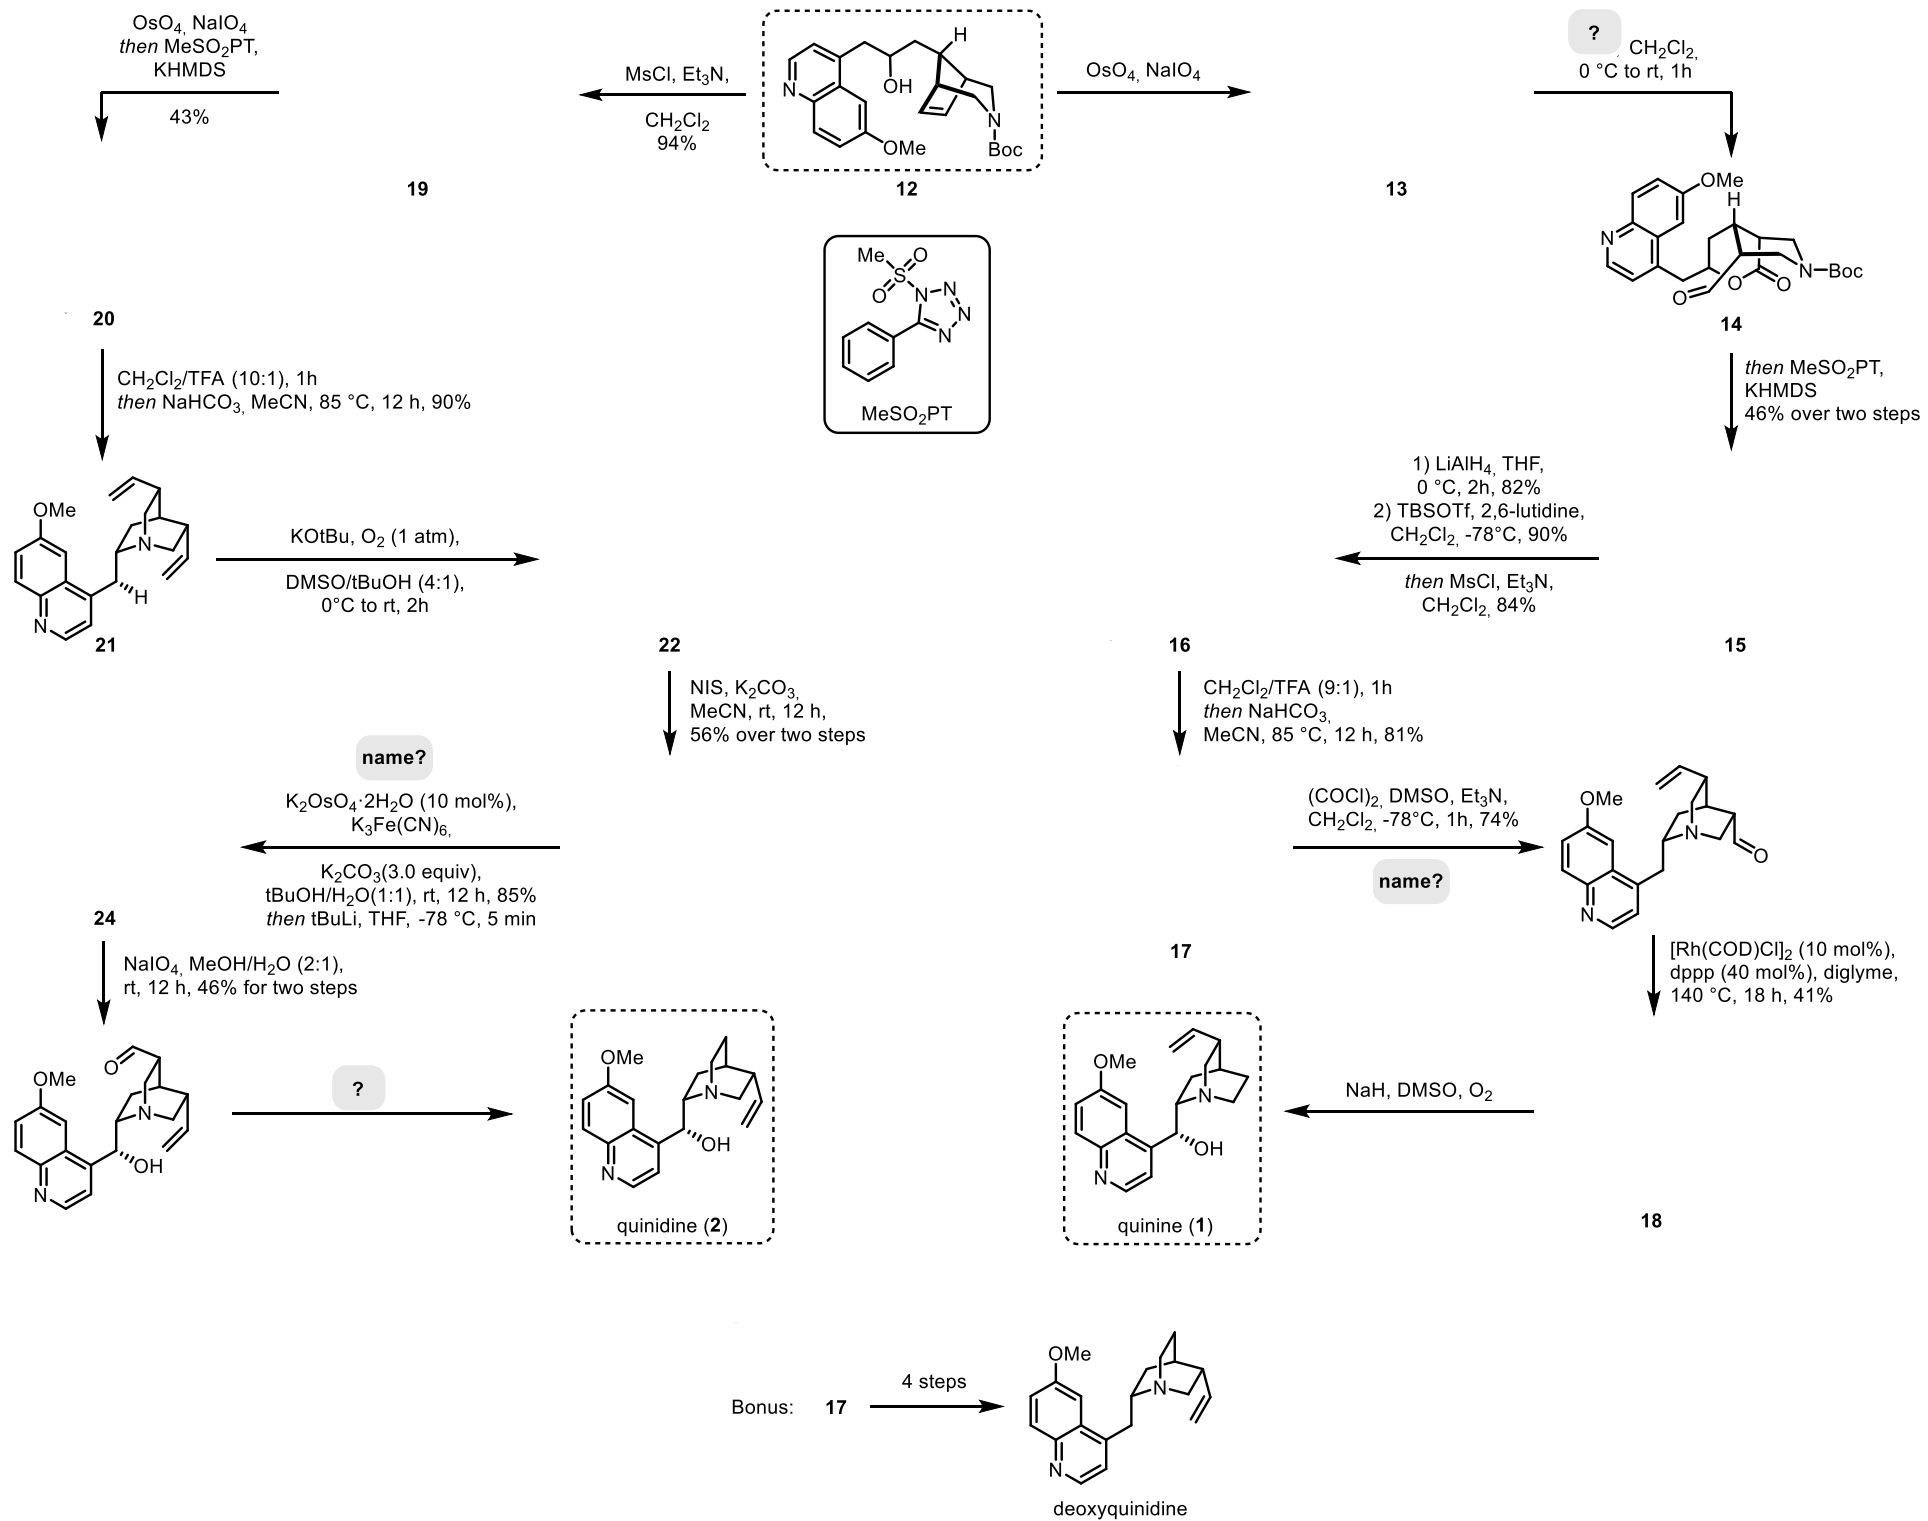 OsO4, NaIO4
then MeSO2PT,
KHMDS
43%
MsCl, Et3N,
CH2Cl2
94%
H
OH
N
N
OMe
Boc
OsO4, NaIO4
?
CH2Cl2,
0 °C to rt, 1h
19
12
13
OMe
H
N
N
Boc
O
O
O
14
Me
O
S
O
N
N
N
N
MeSO2PT
20
CH2Cl2/TFA (10:1), 1h
then NaHCO3, MeCN, 85 °C, 12 h, 90%
then MeSO2PT,
KHMDS
46% over two steps
1) LiAlH4, THF,
0 °C, 2h, 82%
2) TBSOTf, 2,6-lutidine,
CH2Cl2, -78°C, 90%
then MsCl, Et3N,
CH2Cl2, 84%
OMe
N
H
N
21
KOtBu, O2 (1 atm),
DMSO/tBuOH (4:1),
0°C to rt, 2h
22
16
15
NIS, K2CO3,
MeCN, rt, 12 h,
56% over two steps
CH2Cl2/TFA (9:1), 1h
then NaHCO3,
MeCN, 85 °C, 12 h, 81%
name?
K2OsO4·2H2O (10 mol%),
K3Fe(CN)6,
K2CO3(3.0 equiv),
tBuOH/H2O(1:1), rt, 12 h, 85%
then tBuLi, THF, -78 °C, 5 min
(COCl)2, DMSO, Et3N,
CH2Cl2, -78°C, 1h, 74%
name?
OMe
N
O
N
24
17
NaIO4, MeOH/H2O (2:1),
rt, 12 h, 46% for two steps
[Rh(COD)Cl]2 (10 mol%),
dppp (40 mol%), diglyme,
140 °C, 18 h, 41%
O
OMe
N
OH
N
?
OMe
N
OH
N
quinidine (2)
OMe
N
OH
N
quinine (1)
NaH, DMSO, O2
18
Bonus: 17
4 steps
OMe
N
N
deoxyquinidine